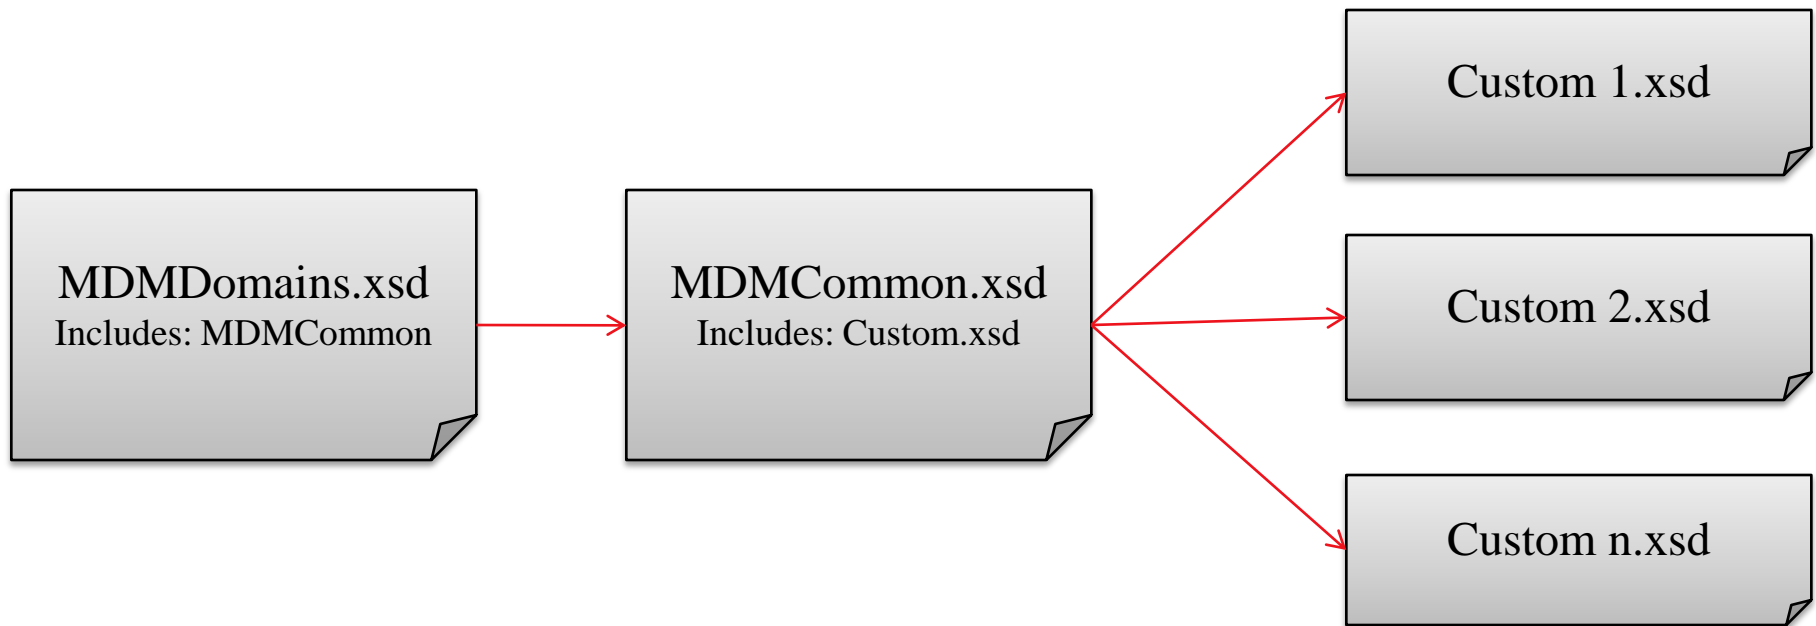 MDMDomains.xsd
Includes: MDMCommon
MDMCommon.xsd
Includes: Custom.xsd
Custom 1.xsd
Custom 2.xsd
Custom n.xsd